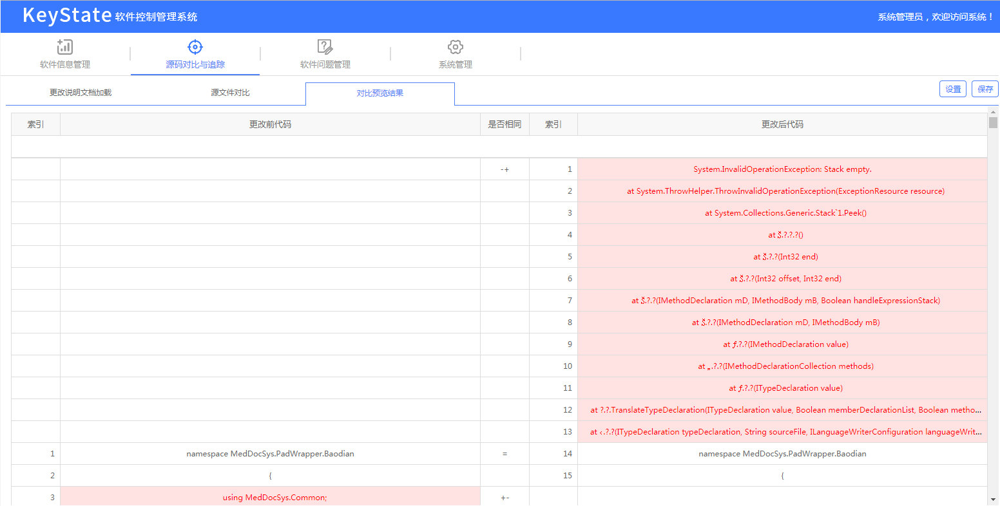 KeyState 软件控制管理系统
系统管理员，欢迎访问系统！
软件信息管理
源码对比与追踪
软件问题管理
系统管理
更改说明文档加载
源文件对比
对比预览结果
设置
保存
索引 更改前代码 是否相同 索引 更改后代码
-+ 1 System.InvalidOperationException: Stack empty.
2 at System.ThrowHelper.ThrowInvalidOperationException(ExceptionResource resource)
3 at System.Collections.Generic.Stack`1.Peek()
4 at .?.?.?()
5 at .?.?(Int32 end)
6 at .?.?(Int32 offset, Int32 end)
7 at .?.?(IMethodDeclaration mD, IMethodBody mB, Boolean handleExpressionStack)
8 at .?.?(IMethodDeclaration mD, IMethodBody mB)
9 at ƒ.?.?(IMethodDeclaration value)
10 at „.?.?(IMethodDeclarationCollection methods)
11 at ƒ.?.?(ITypeDeclaration value)
12 at ?.?.TranslateTypeDeclaration(ITypeDeclaration value, Boolean memberDeclarationList, Boolean metho...
13 at ‹.?.?(ITypeDeclaration typeDeclaration, String sourceFile, ILanguageWriterConfiguration languageWrit...
1 namespace MedDocSys.PadWrapper.Baodian = 14 namespace MedDocSys.PadWrapper.Baodian
2 { 15 {
3 using MedDocSys.Common; +-